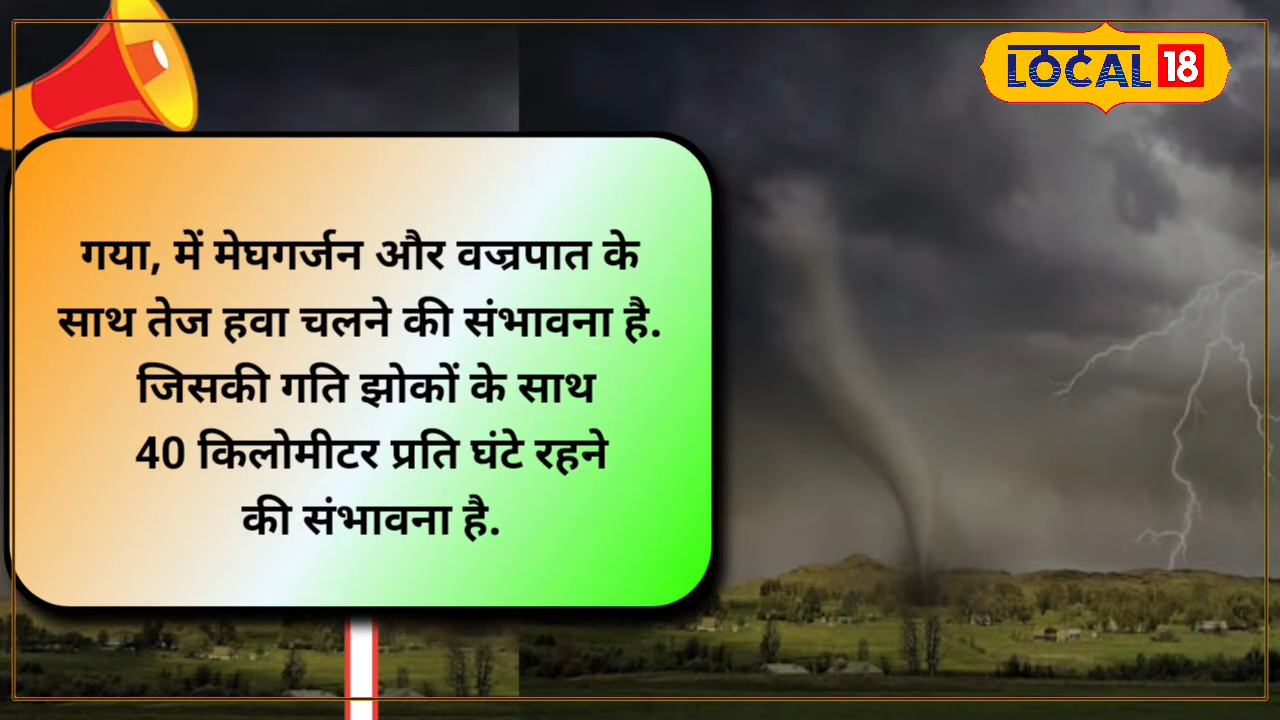 LOCAL 18
गया, में मेघगर्जन और वज्रपात के
साथ तेज हवा चलने की संभावना है.
जिसकी गति झोकों के साथ
40 किलोमीटर प्रति घंटे रहने
की संभावना है.